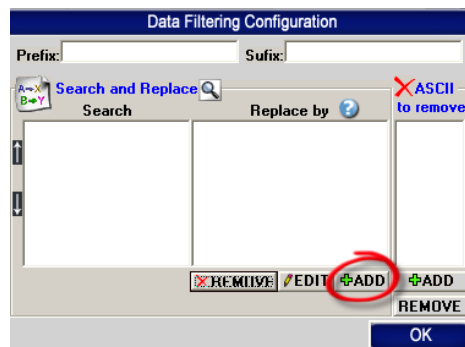 Data Filtering Configuration
Prefix: Sufix:
A→X
B→Y
Search and Replace
ASCII
to remove
Search Replace by ?
REMOVE EDIT ADD ADD
REMOVE
OK